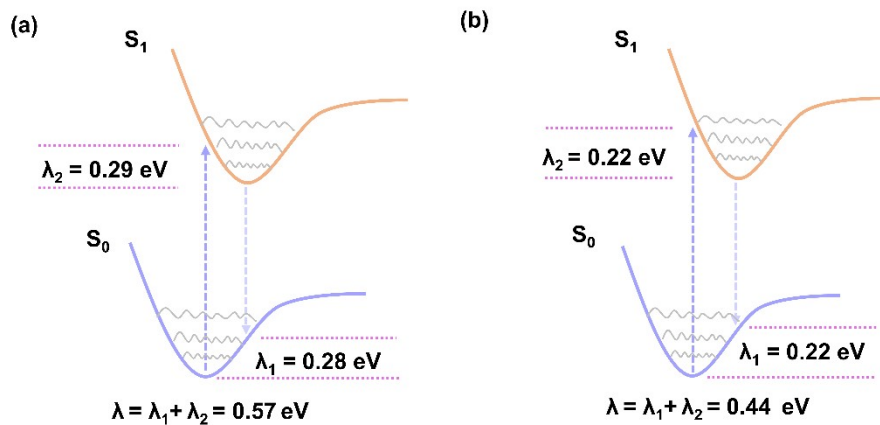 (a)
S₁
λ₂ = 0.29 eV
S₀
λ₁ = 0.28 eV
λ = λ₁+ λ₂ = 0.57 eV
(b)
S₁
λ₂ = 0.22 eV
S₀
λ₁ = 0.22 eV
λ = λ₁+ λ₂ = 0.44 eV